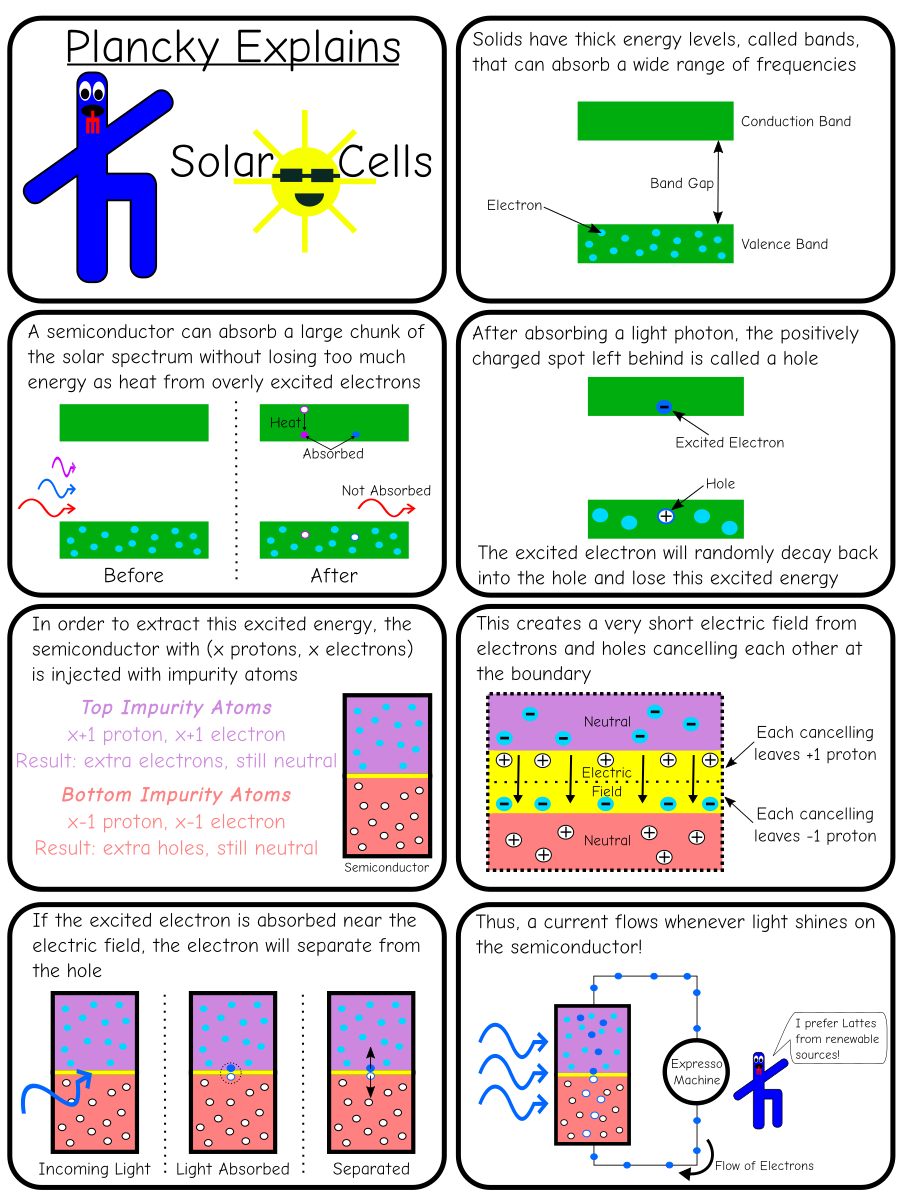 Plancky Explains
Solar Cells
Solids have thick energy levels, called bands,
that can absorb a wide range of frequencies
Conduction Band
Band Gap
Electron
Valence Band
A semiconductor can absorb a large chunk of
the solar spectrum without losing too much
energy as heat from overly excited electrons
Heat
Absorbed
Not Absorbed
Before
After
After absorbing a light photon, the positively
charged spot left behind is called a hole
-
Excited Electron
Hole
+
The excited electron will randomly decay back
into the hole and lose this excited energy
In order to extract this excited energy, the
semiconductor with (x protons, x electrons)
is injected with impurity atoms
Top Impurity Atoms
x+1 proton, x+1 electron
Result: extra electrons, still neutral
Bottom Impurity Atoms
x-1 proton, x-1 electron
Result: extra holes, still neutral
Semiconductor
This creates a very short electric field from
electrons and holes cancelling each other at
the boundary
Neutral
- - - - -
+ + + + +
Electric
Field
- - - - -
Neutral
+ + + + + +
Each cancelling
leaves +1 proton
Each cancelling
leaves -1 proton
If the excited electron is absorbed near the
electric field, the electron will separate from
the hole
Incoming Light
Light Absorbed
Separated
Thus, a current flows whenever light shines on
the semiconductor!
Expresso
Machine
I prefer Lattes
from renewable
sources!
Flow of Electrons